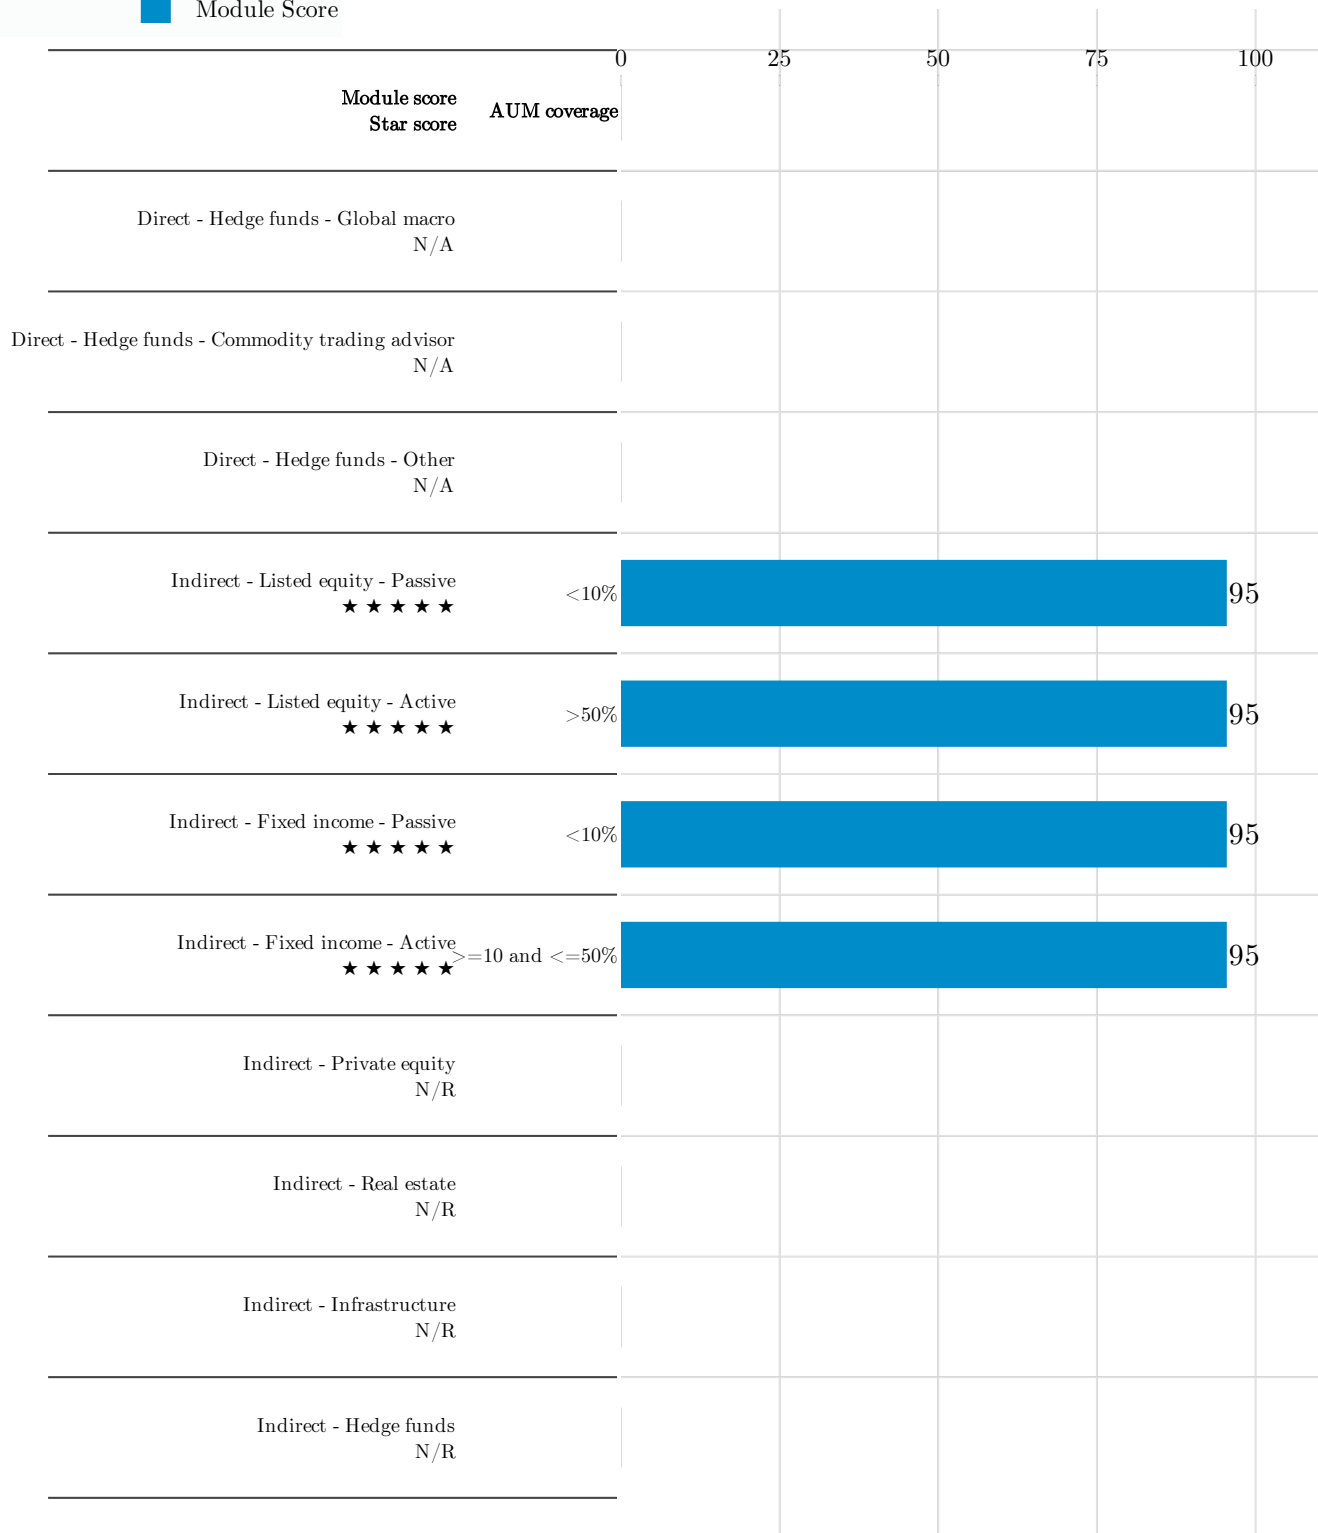 Module Score
0 25 50 75 100
Module score
Star score
AUM coverage
Direct - Hedge funds - Global macro
N/A
Direct - Hedge funds - Commodity trading advisor
N/A
Direct - Hedge funds - Other
N/A
Indirect - Listed equity - Passive
★ ★ ★ ★ ★
<10%
95
Indirect - Listed equity - Active
★ ★ ★ ★ ★
>50%
95
Indirect - Fixed income - Passive
★ ★ ★ ★ ★
<10%
95
Indirect - Fixed income - Active
★ ★ ★ ★ ★
>=10 and <=50%
95
Indirect - Private equity
N/R
Indirect - Real estate
N/R
Indirect - Infrastructure
N/R
Indirect - Hedge funds
N/R